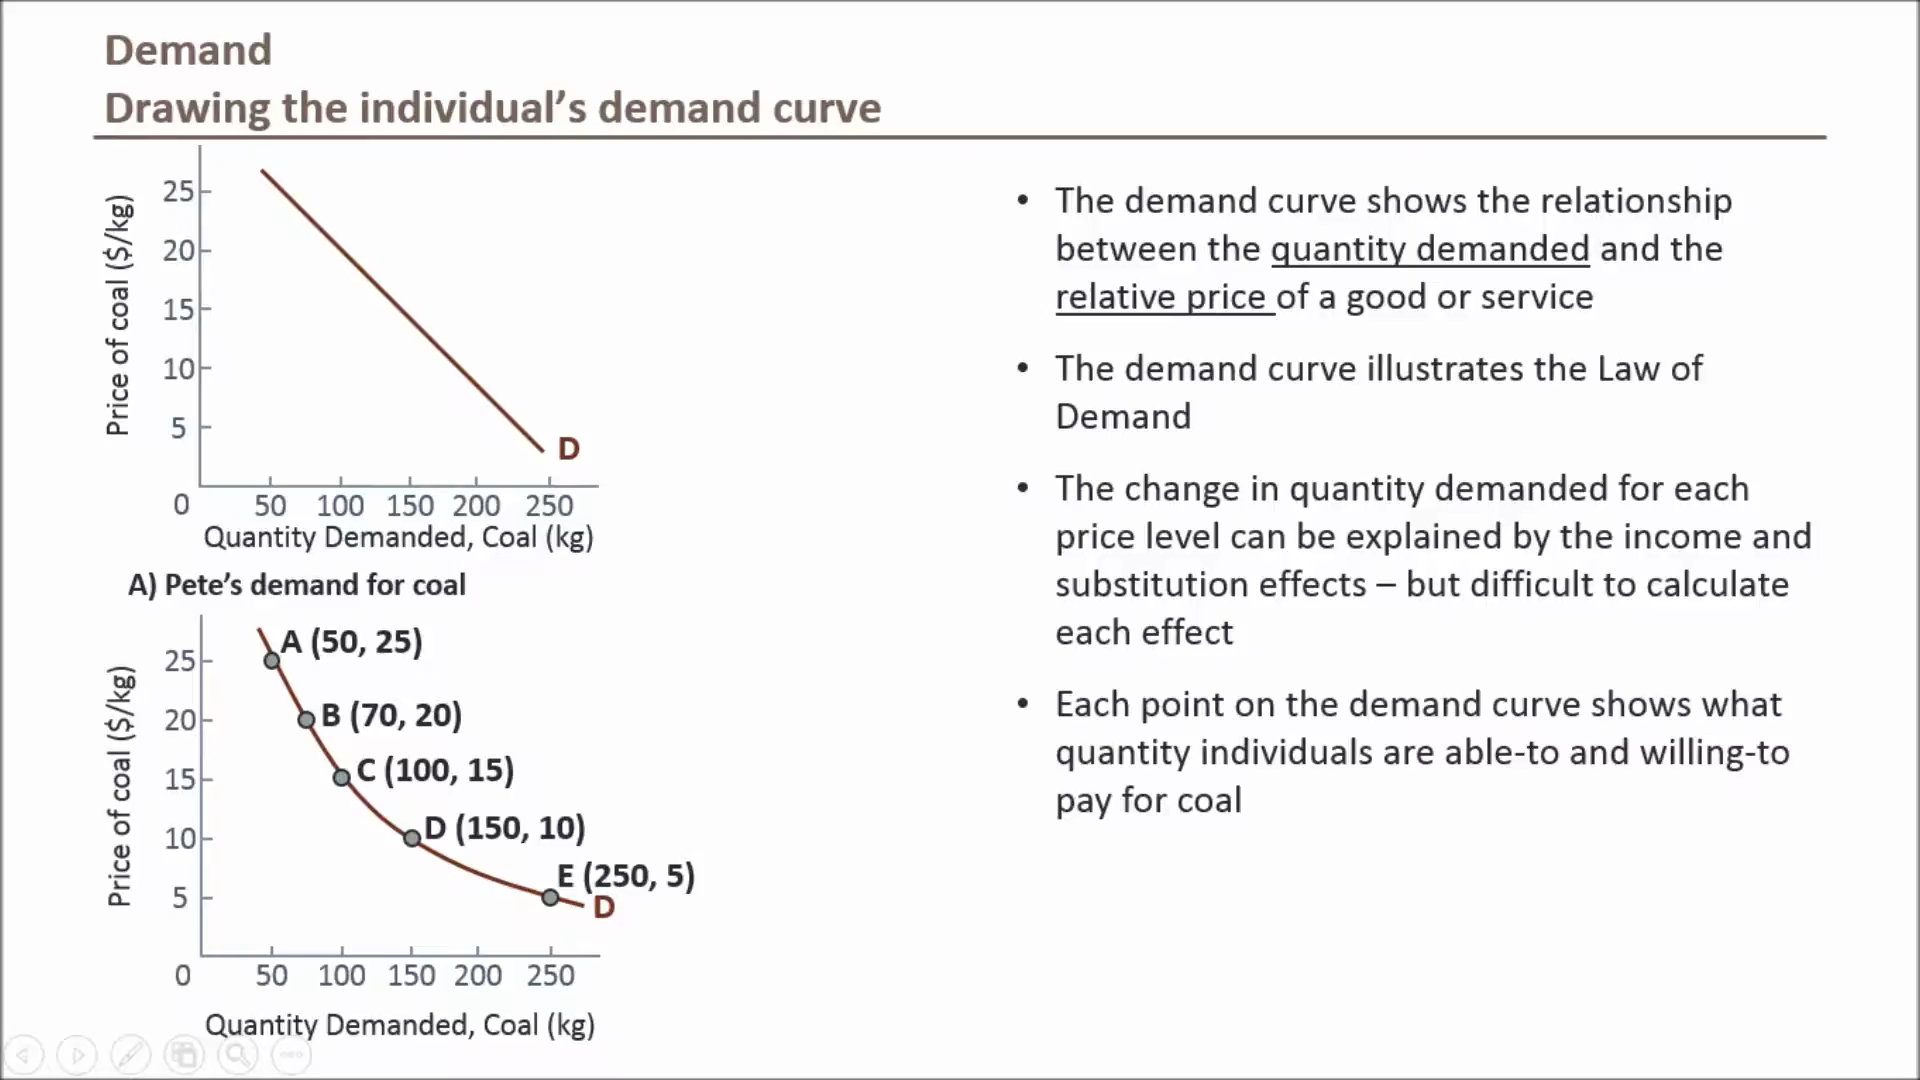 Demand
Drawing the individual’s demand curve
Price of coal ($/kg)
25
20
15
10
5
D
0 50 100 150 200 250
Quantity Demanded, Coal (kg)
A) Pete’s demand for coal
Price of coal ($/kg)
25
20
15
10
5
A (50, 25)
B (70, 20)
C (100, 15)
D (150, 10)
E (250, 5)
D
0 50 100 150 200 250
Quantity Demanded, Coal (kg)
• The demand curve shows the relationship
between the quantity demanded and the
relative price of a good or service
• The demand curve illustrates the Law of
Demand
• The change in quantity demanded for each
price level can be explained by the income and
substitution effects – but difficult to calculate
each effect
• Each point on the demand curve shows what
quantity individuals are able-to and willing-to
pay for coal